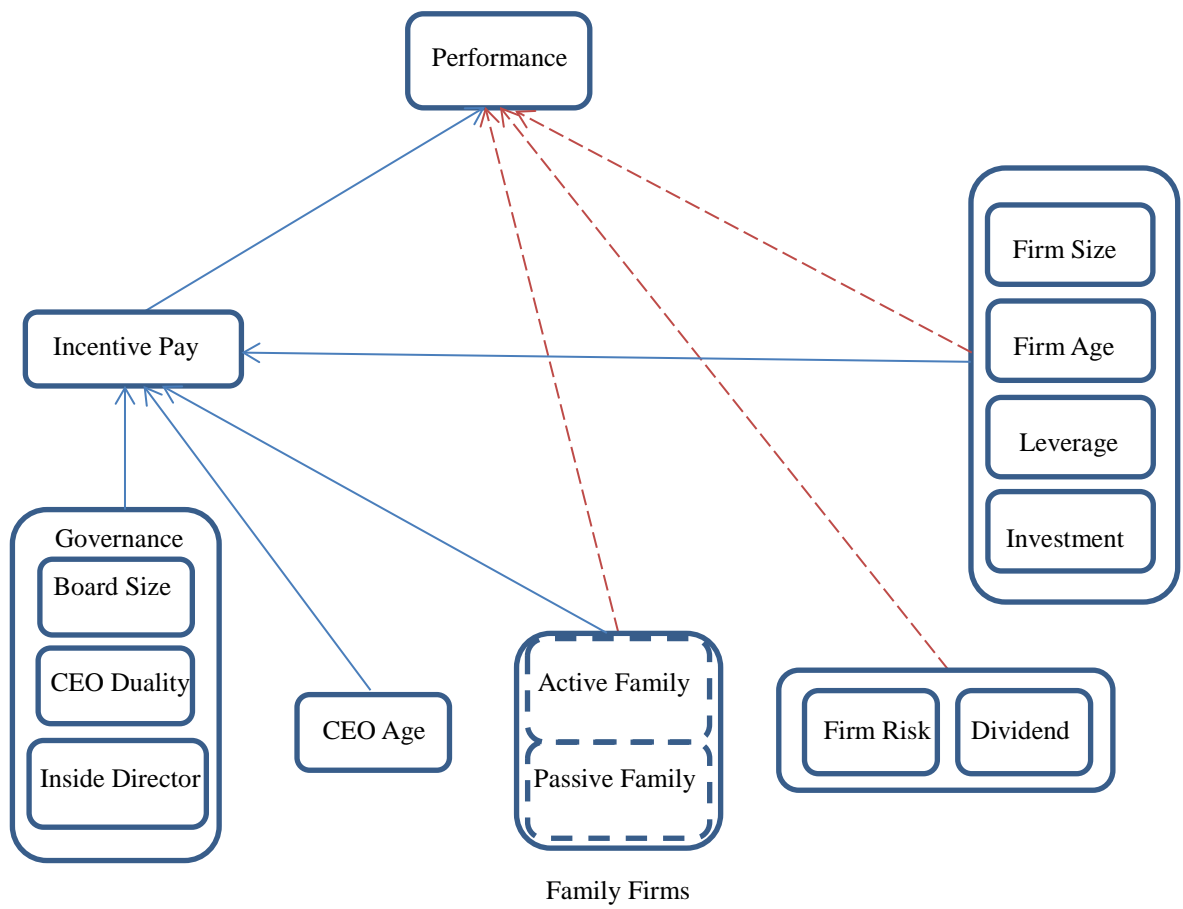 Performance
Firm Size
Firm Age
Leverage
Investment
Incentive Pay
Governance
Board Size
CEO Duality
Inside Director
CEO Age
Active Family
Passive Family
Family Firms
Firm Risk
Dividend